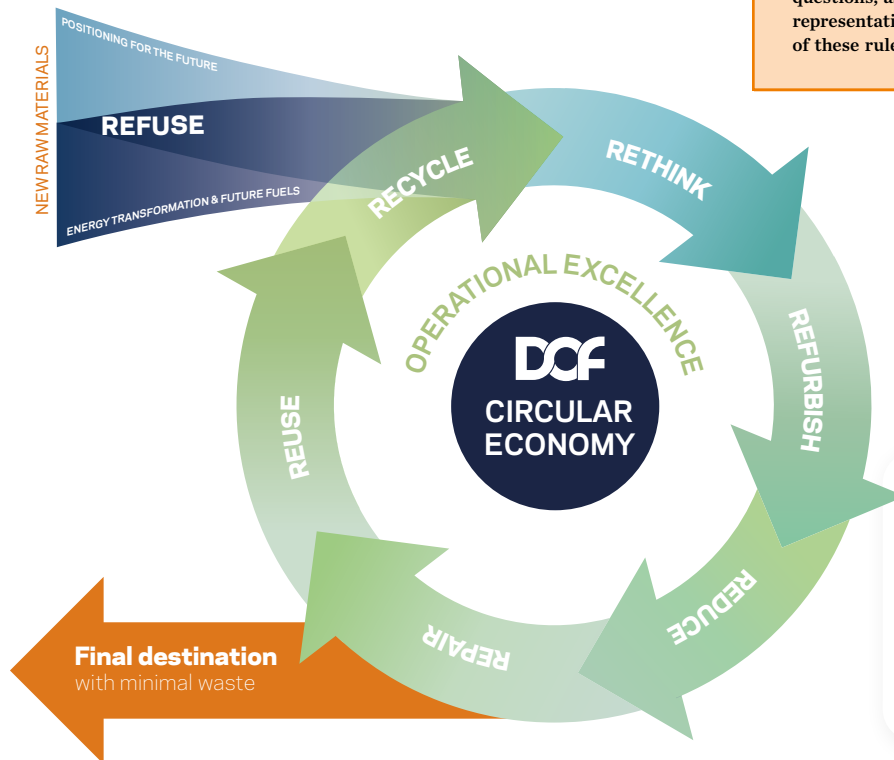 questions, a
representati
of these rule
POSITIONING FOR THE FUTURE
NEW RAW MATERIALS
REFUSE
ENERGY TRANSFORMATION & FUTURE FUELS
RECYCLE
RETHINK
REFURBISH
REDUCE
REPAIR
REUSE
OPERATIONAL EXCELLENCE
DOF
CIRCULAR
ECONOMY
Final destination
with minimal waste